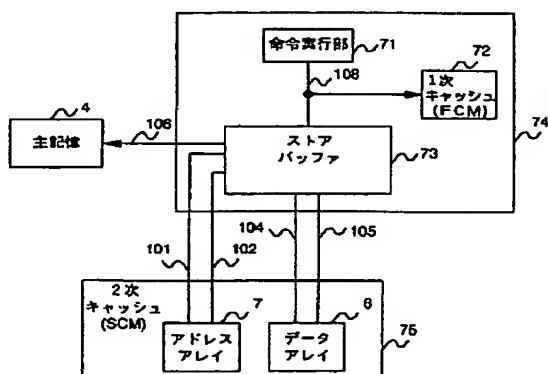 命令実行部
71
72
108
1次
キャッシュ
(FCM)
4
主記憶
106
ストア
バッファ
73
74
104
105
101
102
2次
キャッシュ
(SCM)
7
6
アドレス
アレイ
データ
アレイ
75